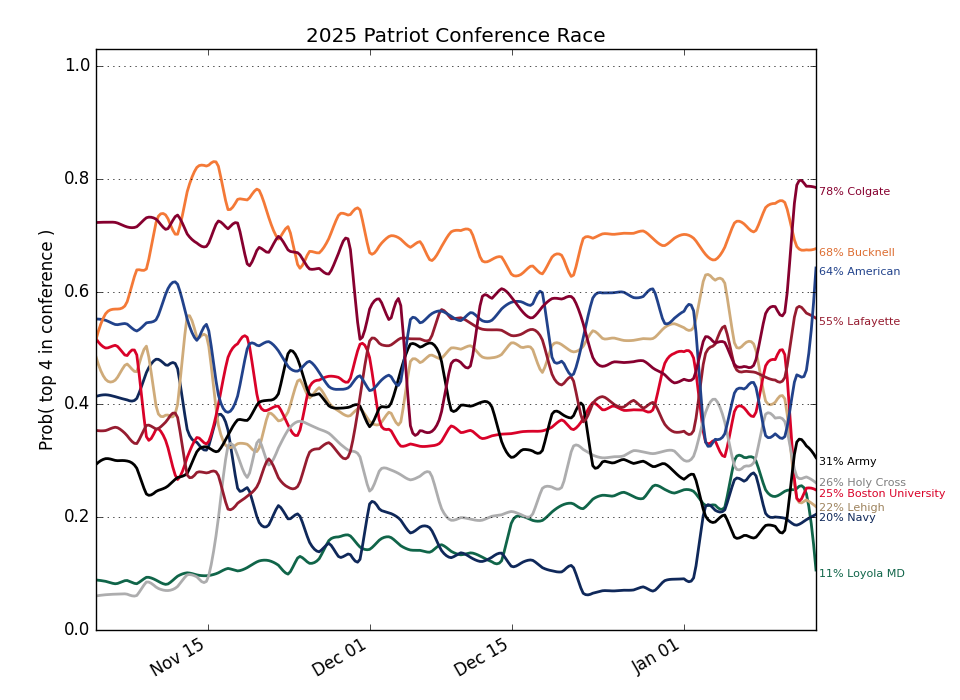 2025 Patriot Conference Race
Prob( top 4 in conference )
1.0
0.8
0.6
0.4
0.2
0.0
Nov 15
Dec 01
Dec 15
Jan 01
78% Colgate
68% Bucknell
64% American
55% Lafayette
31% Army
26% Holy Cross
25% Boston University
22% Lehigh
20% Navy
11% Loyola MD